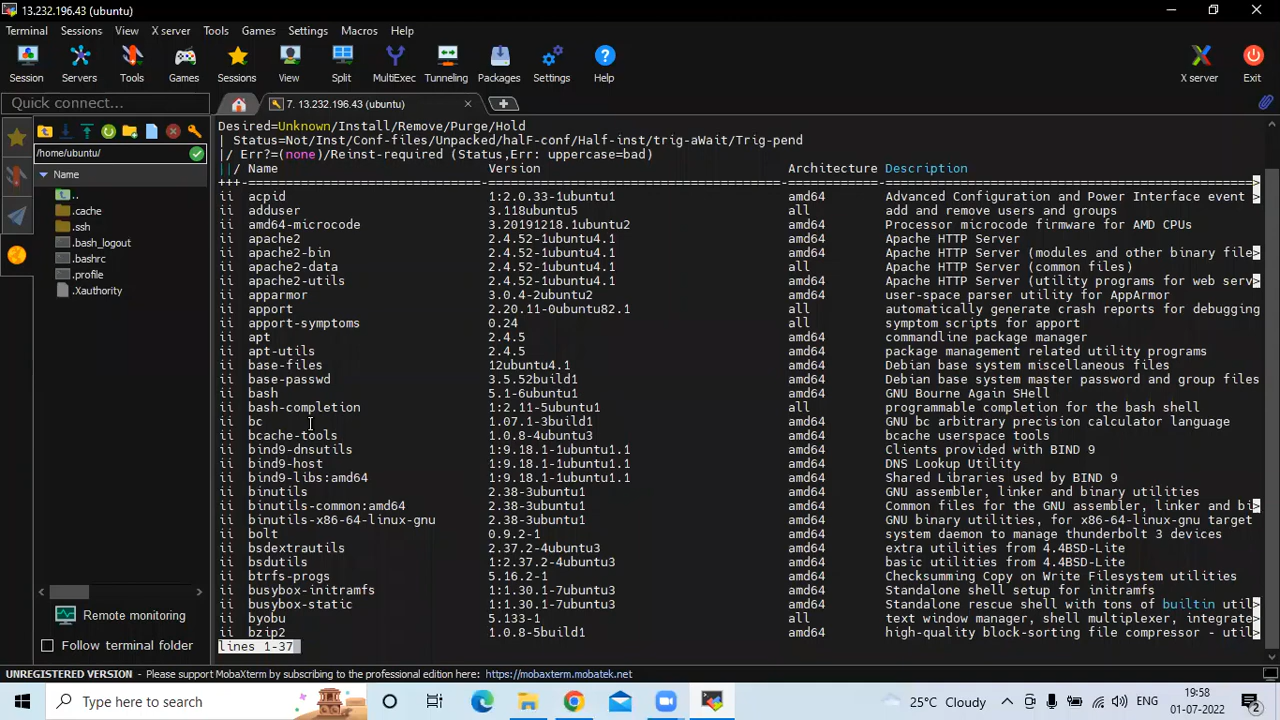 13.232.196.43 (ubuntu)
Terminal Sessions View X server Tools Games Settings Macros Help
Session Servers Tools Games Sessions View Split MultiExec Tunneling Packages Settings Help X server Exit
Quick connect...
7. 13.232.196.43 (ubuntu)
/home/ubuntu/
Name
..
.cache
.ssh
.bash_logout
.bashrc
.profile
.Xauthority
Remote monitoring
Follow terminal folder
Desired=Unknown/Install/Remove/Purge/Hold
| Status=Not/Inst/Conf-files/Unpacked/halF-conf/Half-inst/trig-aWait/Trig-pend
|/ Err?=(none)/Reinst-required (Status,Err: uppercase=bad)
||/ Name Version Architecture Description
+++-===============================-=======================================-============-================================================>
ii acpid 1:2.0.33-1ubuntu1 amd64 Advanced Configuration and Power Interface event >
ii adduser 3.118ubuntu5 all add and remove users and groups
ii amd64-microcode 3.20191218.1ubuntu2 amd64 Processor microcode firmware for AMD CPUs
ii apache2 2.4.52-1ubuntu4.1 amd64 Apache HTTP Server
ii apache2-bin 2.4.52-1ubuntu4.1 amd64 Apache HTTP Server (modules and other binary file>
ii apache2-data 2.4.52-1ubuntu4.1 all Apache HTTP Server (common files)
ii apache2-utils 2.4.52-1ubuntu4.1 amd64 Apache HTTP Server (utility programs for web serv>
ii apparmor 3.0.4-2ubuntu2 amd64 user-space parser utility for AppArmor
ii apport 2.20.11-0ubuntu82.1 all automatically generate crash reports for debugging
ii apport-symptoms 0.24 all symptom scripts for apport
ii apt 2.4.5 amd64 commandline package manager
ii apt-utils 2.4.5 amd64 package management related utility programs
ii base-files 12ubuntu4.1 amd64 Debian base system miscellaneous files
ii base-passwd 3.5.52build1 amd64 Debian base system master password and group files
ii bash 5.1-6ubuntu1 amd64 GNU Bourne Again SHell
ii bash-completion 1:2.11-5ubuntu1 all programmable completion for the bash shell
ii bc 1.07.1-3build1 amd64 GNU bc arbitrary precision calculator language
ii bcache-tools 1.0.8-4ubuntu3 amd64 bcache userspace tools
ii bind9-dnsutils 1:9.18.1-1ubuntu1.1 amd64 Clients provided with BIND 9
ii bind9-host 1:9.18.1-1ubuntu1.1 amd64 DNS Lookup Utility
ii bind9-libs:amd64 1:9.18.1-1ubuntu1.1 amd64 Shared Libraries used by BIND 9
ii binutils 2.38-3ubuntu1 amd64 GNU assembler, linker and binary utilities
ii binutils-common:amd64 2.38-3ubuntu1 amd64 Common files for the GNU assembler, linker and bi>
ii binutils-x86-64-linux-gnu 2.38-3ubuntu1 amd64 GNU binary utilities, for x86-64-linux-gnu target
ii bolt 0.9.2-1 amd64 system daemon to manage thunderbolt 3 devices
ii bsdextrautils 2.37.2-4ubuntu3 amd64 extra utilities from 4.4BSD-Lite
ii bsdutils 1:2.37.2-4ubuntu3 amd64 basic utilities from 4.4BSD-Lite
ii btrfs-progs 5.16.2-1 amd64 Checksumming Copy on Write Filesystem utilities
ii busybox-initramfs 1:1.30.1-7ubuntu3 amd64 Standalone shell setup for initramfs
ii busybox-static 1:1.30.1-7ubuntu3 amd64 Standalone rescue shell with tons of builtin util>
ii byobu 5.133-1 all text window manager, shell multiplexer, integrate>
ii bzip2 1.0.8-5build1 amd64 high-quality block-sorting file compressor - util>
lines 1-37
UNREGISTERED VERSION - Please support MobaXterm by subscribing to the professional edition here: https://mobaxterm.mobatek.net
Type here to search
25°C Cloudy
ENG
19:58
01-07-2022
2